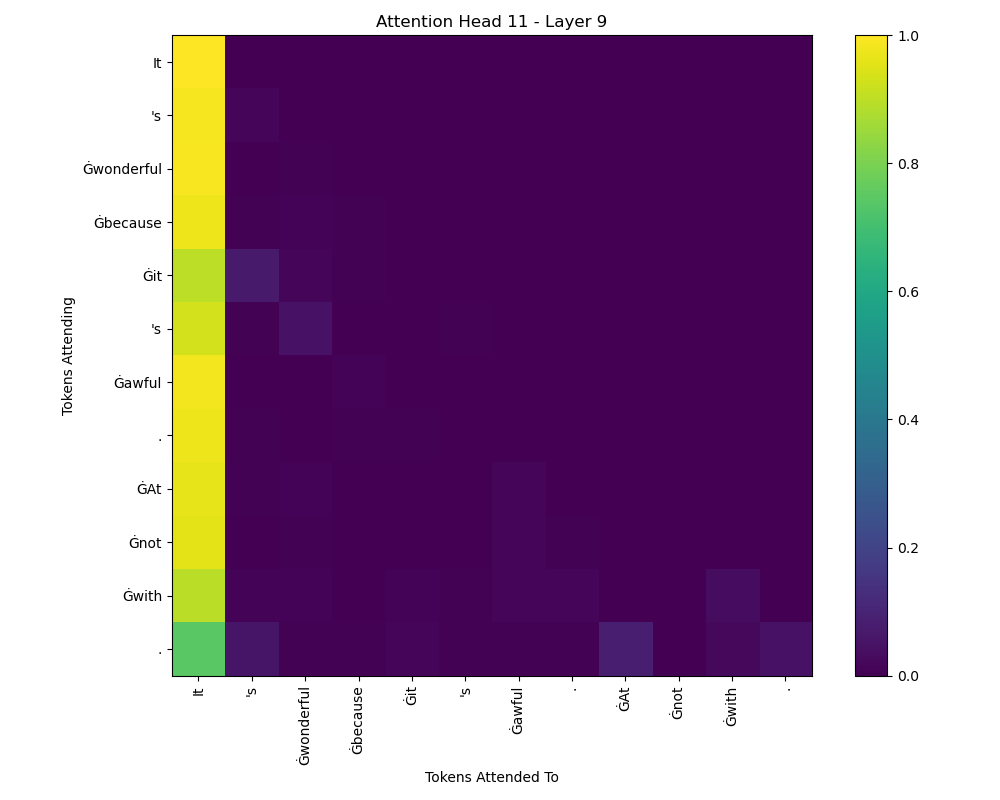 Attention Head 11 - Layer 9
It
's
Ġwonderful
Ġbecause
Ġit
's
Ġawful
.
ĠAt
Ġnot
Ġwith
.
Tokens Attending
It
's
Ġwonderful
Ġbecause
Ġit
's
Ġawful
.
ĠAt
Ġnot
Ġwith
.
Tokens Attended To
1.0
0.8
0.6
0.4
0.2
0.0